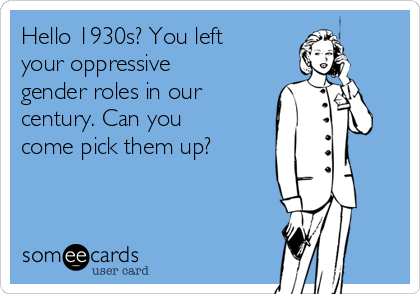 Hello 1930s? You left
your oppressive
gender roles in our
century. Can you
come pick them up?
someecards
user card